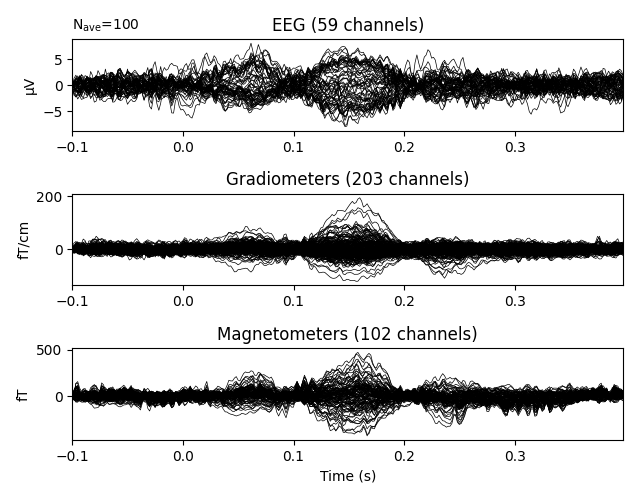 N_ave=100
EEG (59 channels)
µV
5
0
−5
−0.1 0.0 0.1 0.2 0.3
Gradiometers (203 channels)
fT/cm
200
0
−0.1 0.0 0.1 0.2 0.3
Magnetometers (102 channels)
fT
500
0
−0.1 0.0 0.1 0.2 0.3
Time (s)